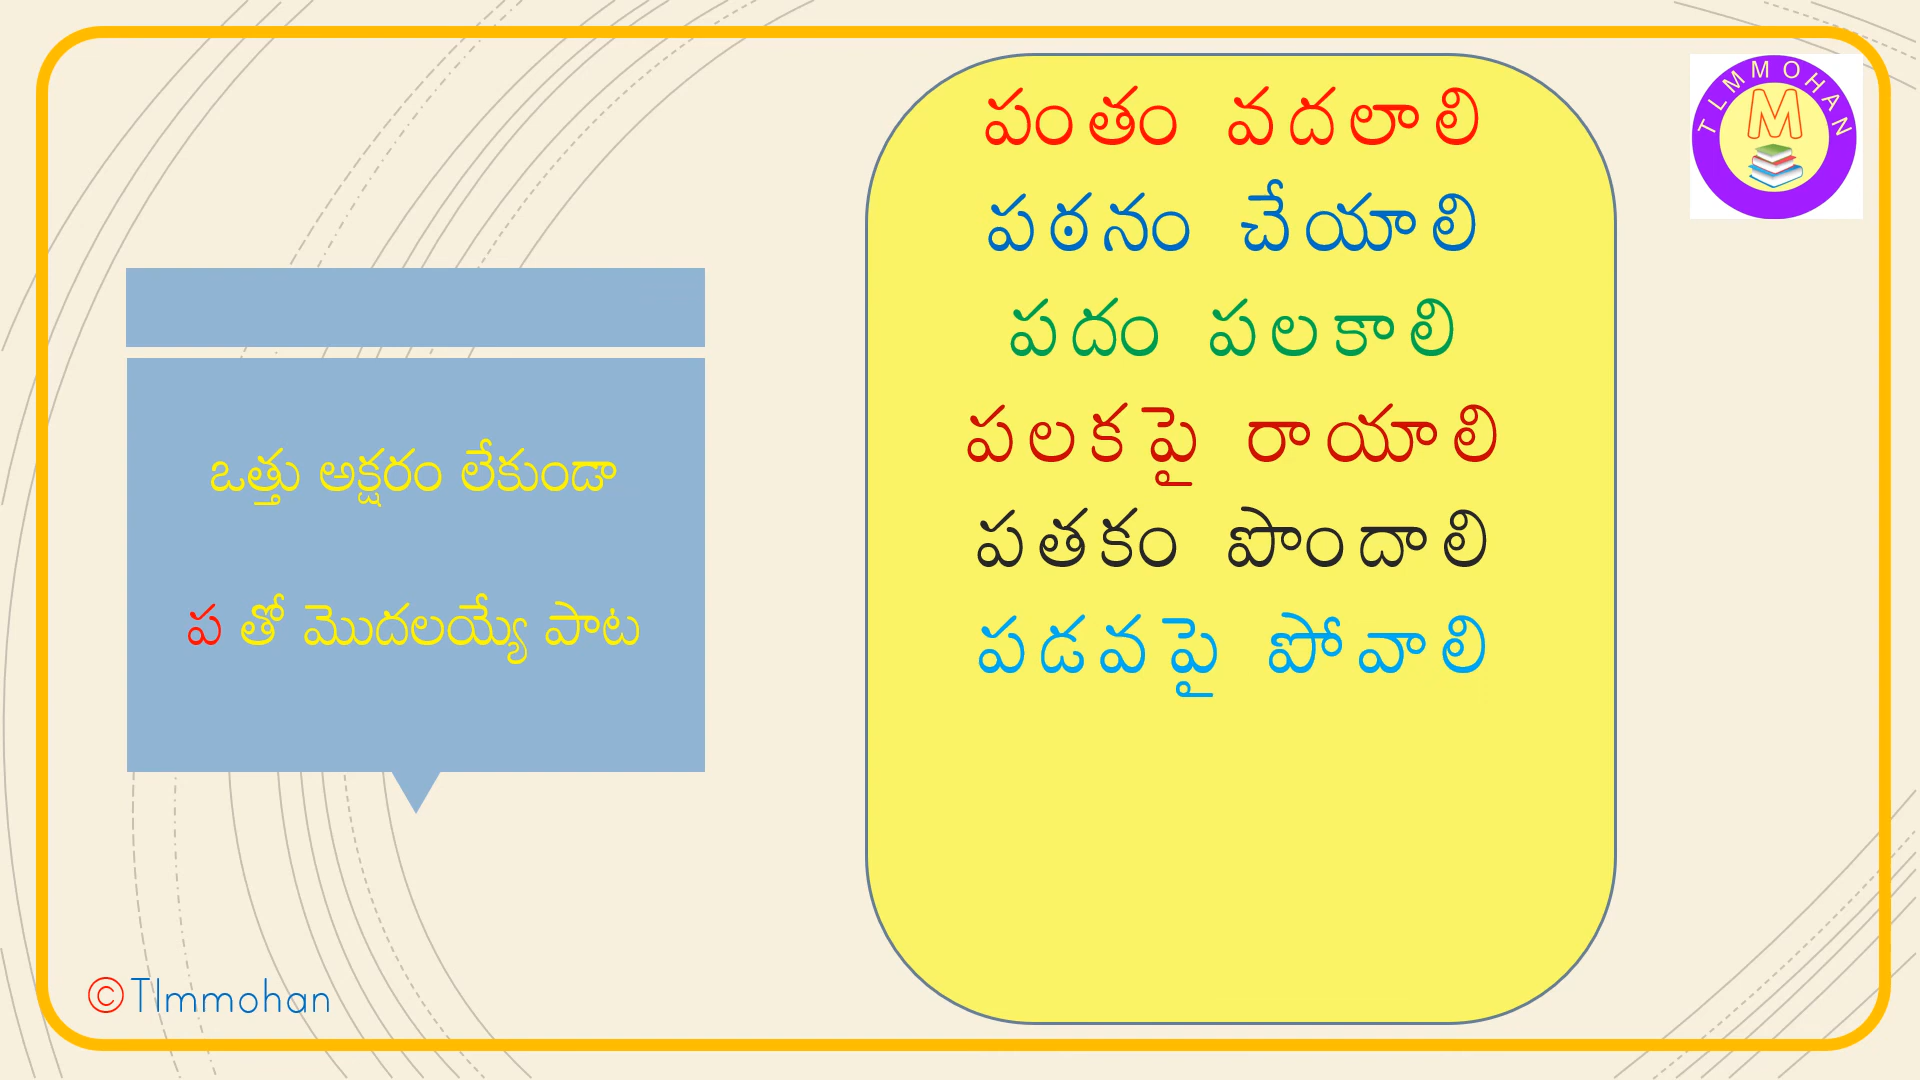 ఒత్తు అక్షరం లేకుండా
ప తో మొదలయ్యే పాట
పంతం వదలాలి
పఠనం చేయాలి
పదం పలకాలి
పలకపై రాయాలి
పతకం పొందాలి
పడవపై పోవాలి
TLMMOHAN
M
©Tlmmohan